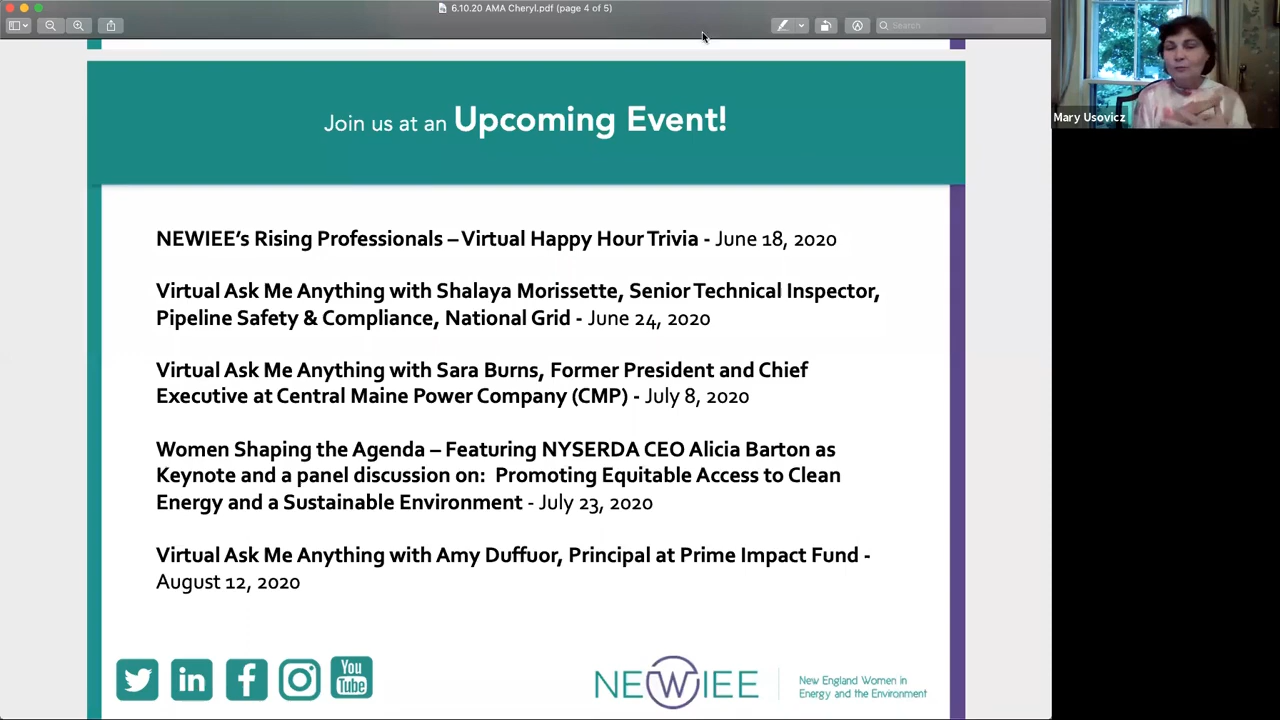 6.10.20 AMA Cheryl.pdf (page 4 of 5)
Search
Mary Usovicz
Join us at an Upcoming Event!
NEWIEE's Rising Professionals – Virtual Happy Hour Trivia - June 18, 2020
Virtual Ask Me Anything with Shalaya Morissette, Senior Technical Inspector,
Pipeline Safety & Compliance, National Grid - June 24, 2020
Virtual Ask Me Anything with Sara Burns, Former President and Chief
Executive at Central Maine Power Company (CMP) - July 8, 2020
Women Shaping the Agenda – Featuring NYSERDA CEO Alicia Barton as
Keynote and a panel discussion on: Promoting Equitable Access to Clean
Energy and a Sustainable Environment - July 23, 2020
Virtual Ask Me Anything with Amy Duffuor, Principal at Prime Impact Fund -
August 12, 2020
in
f
You
Tube
NEWIEE
New England Women in
Energy and the Environment